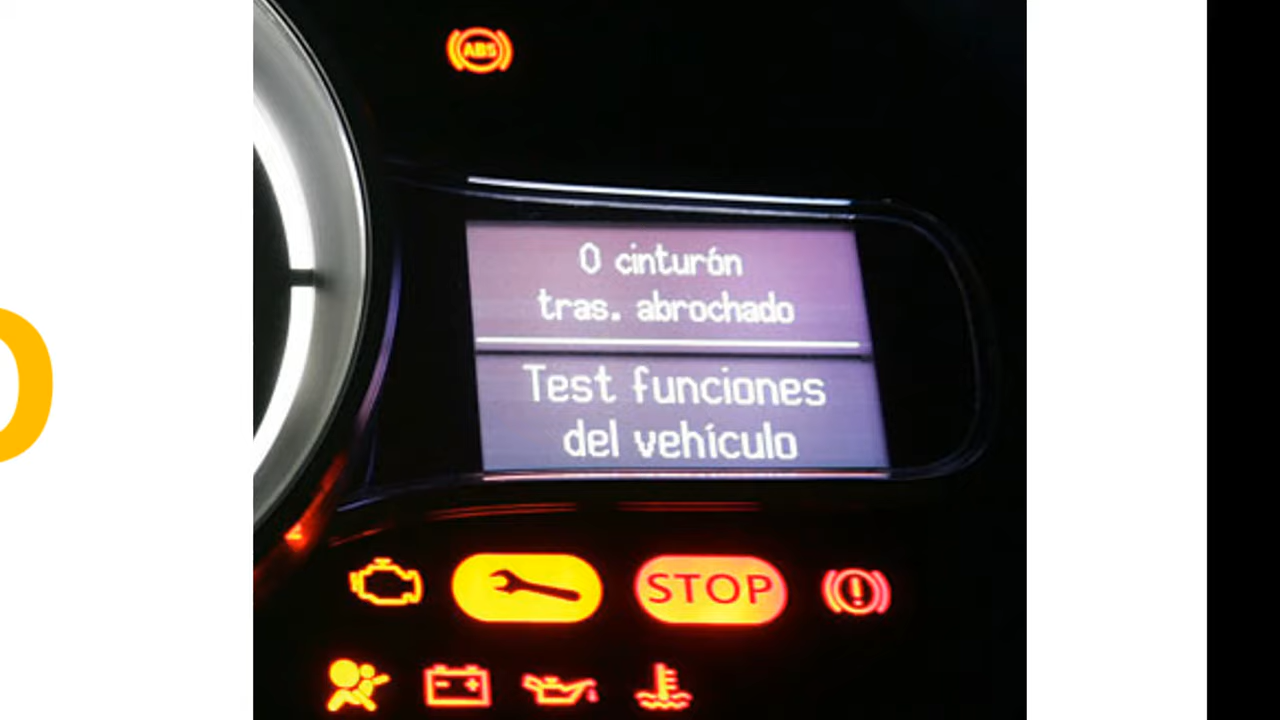 ABS
0 cinturón
tras. abrochado
Test funciones
del vehículo
STOP